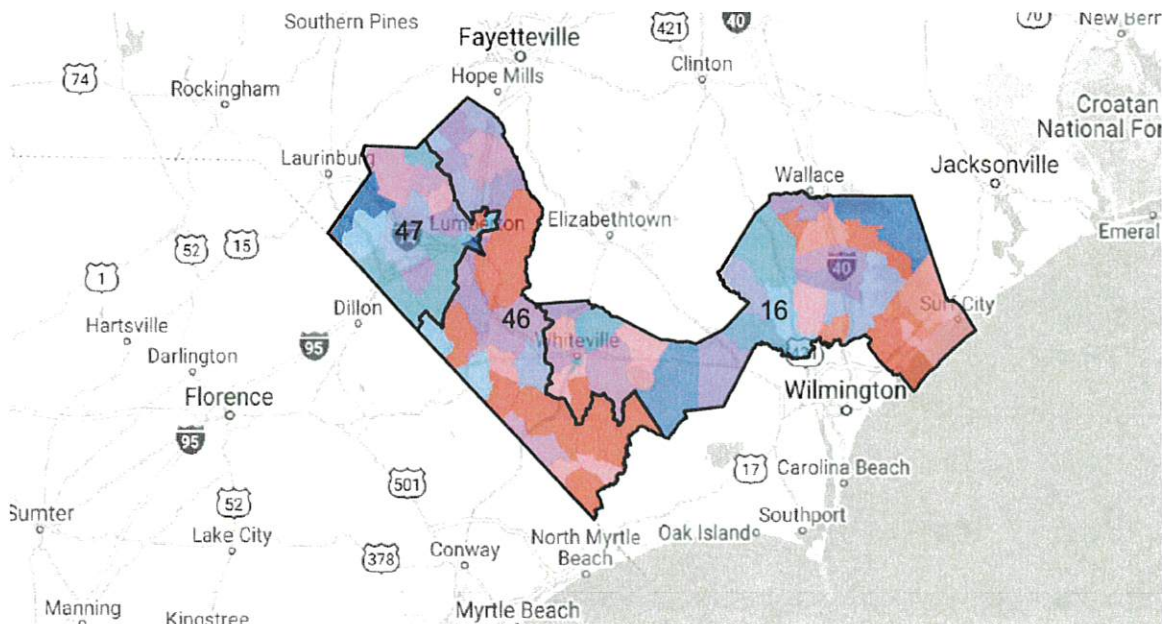 Southern Pines
Fayetteville
421
40
70
New Bern
74
Hope Mills
Clinton
Rockingham
Croatan
National For
Laurinburg
Jacksonville
Wallace
Lumberton
Elizabethtown
47
52
15
Emeral
40
1
16
Surf City
Dillon
46
Hartsville
95
Whiteville
421
Darlington
Wilmington
Florence
95
17
Carolina Beach
501
Sumter
52
Southport
Lake City
North Myrtle
Beach
Oak Island
378
Conway
Manning
Kingstree
Myrtle Beach